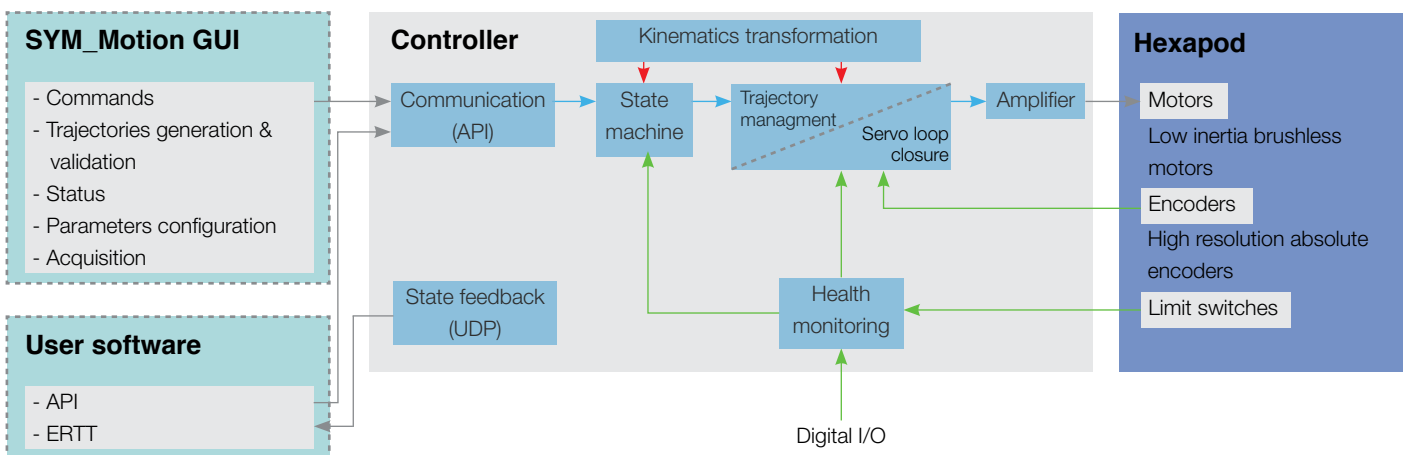 SYM_Motion GUI
- Commands
- Trajectories generation &
validation
- Status
- Parameters configuration
- Acquisition
User software
- API
- ERTT
Controller
Kinematics transformation
Communication
(API)
State
machine
Trajectory
managment
Servo loop
closure
Amplifier
State feedback
(UDP)
Health
monitoring
Digital I/O
Hexapod
Motors
Low inertia brushless
motors
Encoders
High resolution absolute
encoders
Limit switches